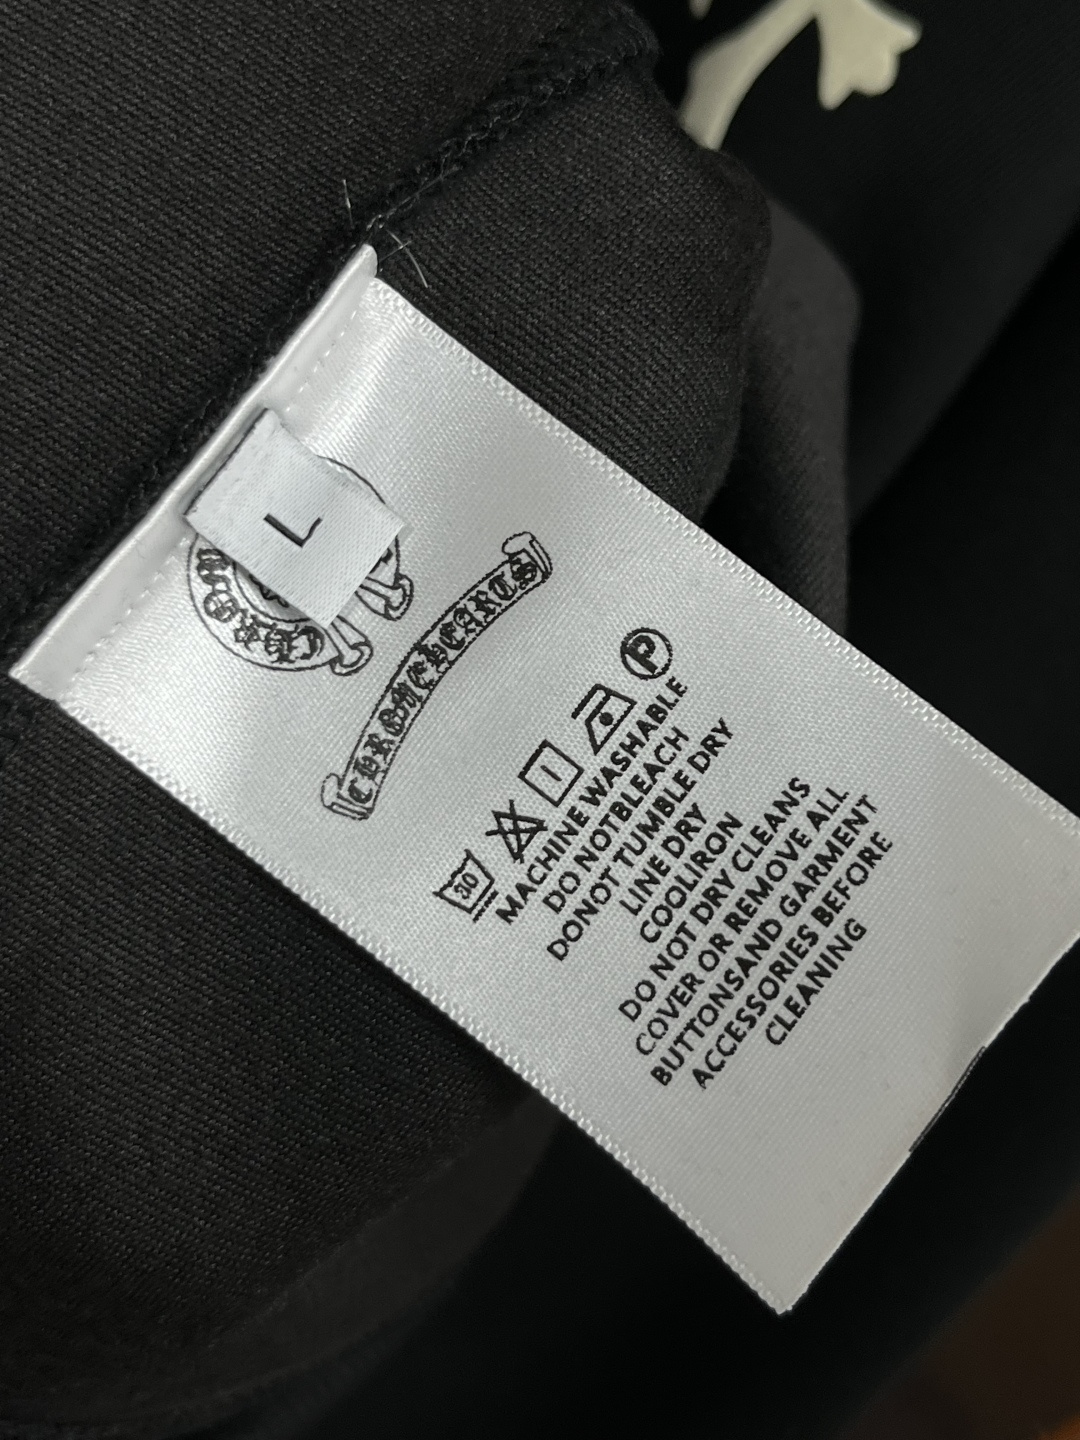 L
CHROME HEARTS
30
P
MACHINE WASHABLE
DO NOTBLEACH
DONOT TUMBLE DRY
LINE DRY
COOLIRON
DO NOT DRY CLEANS
COVER OR REMOVE ALL
BUTTONSAND GARMENT
ACCESSORIES BEFORE
CLEANING